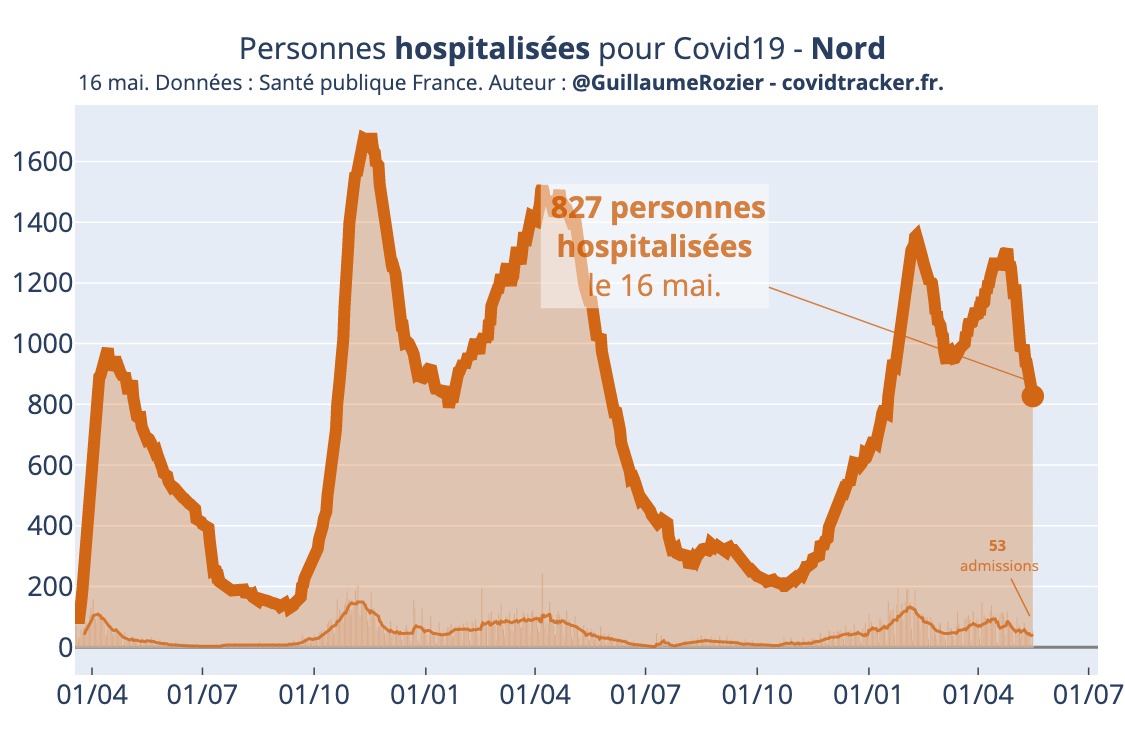 Personnes hospitalisées pour Covid19 - Nord
16 mai. Données : Santé publique France. Auteur : @GuillaumeRozier - covidtracker.fr.
1600
1400
1200
1000
800
600
400
200
0
827 personnes
hospitalisées
le 16 mai.
53
admissions
01/04 01/07 01/10 01/01 01/04 01/07 01/10 01/01 01/04 01/07